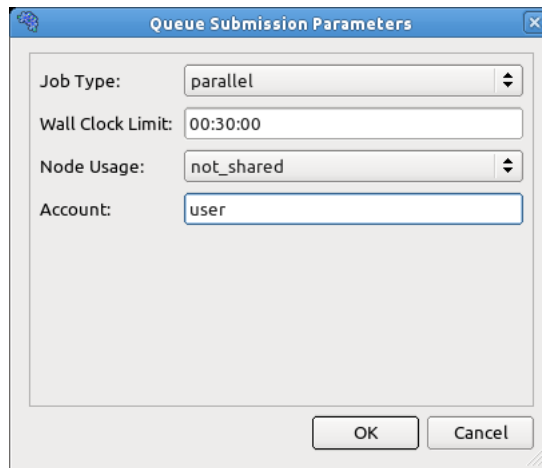 Queue Submission Parameters
Job Type: parallel
Wall Clock Limit: 00:30:00
Node Usage: not_shared
Account: user
OK Cancel